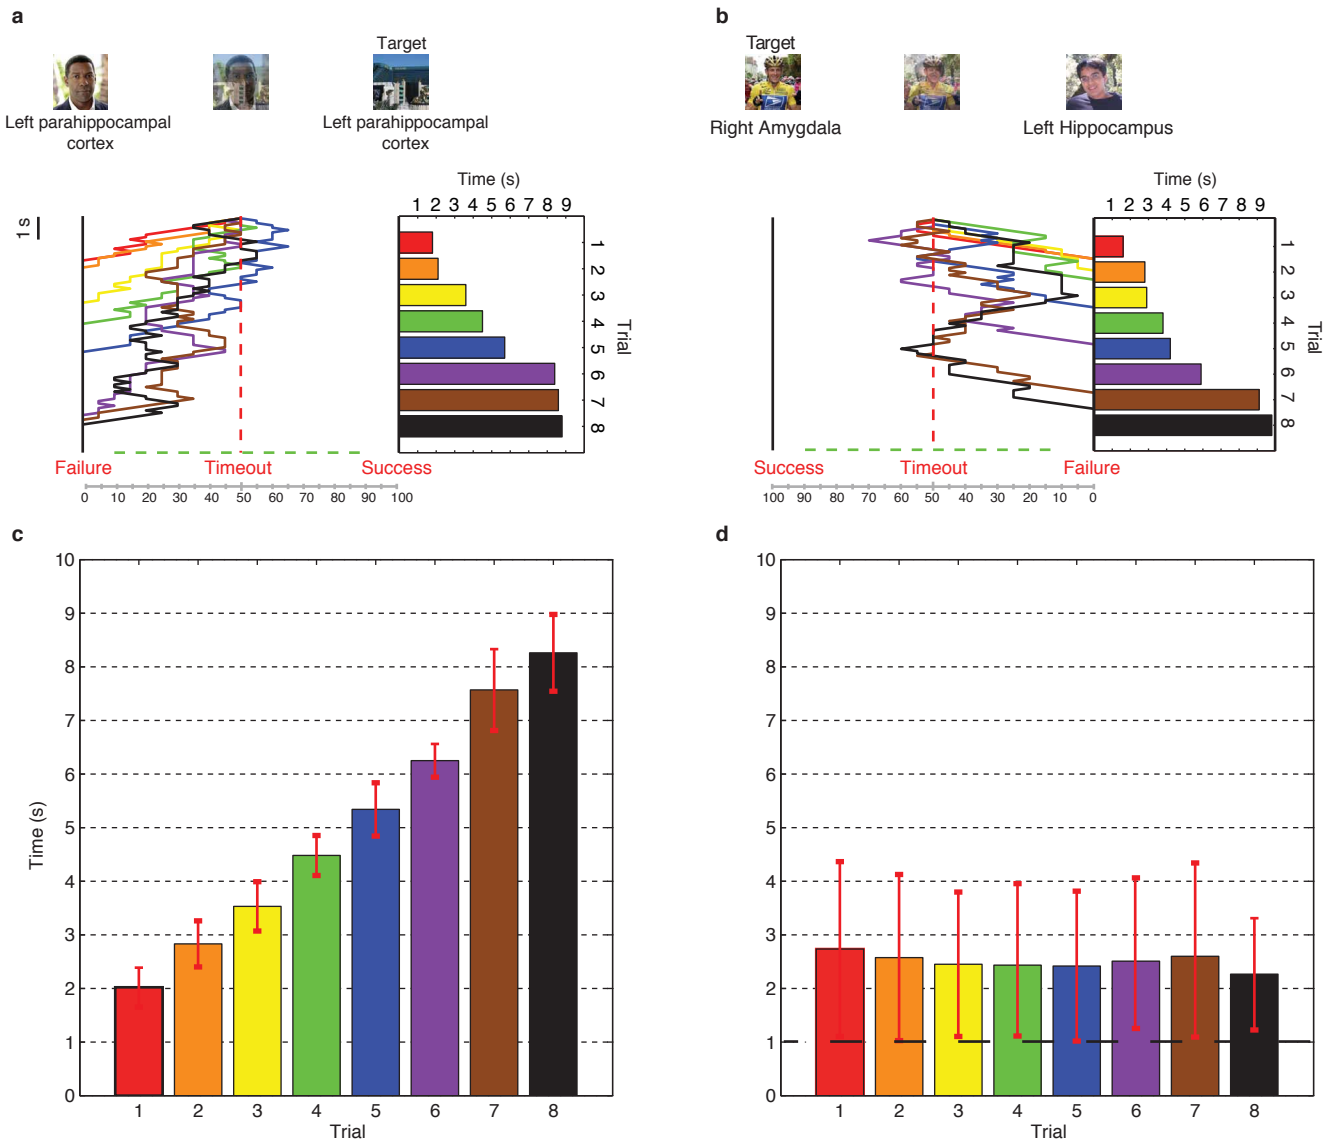 a
Target
Left parahippocampal
cortex
Left parahippocampal
cortex
Time (s)
1 2 3 4 5 6 7 8 9
1 s
1
2
3
4
5
6
7
8
Trial
Failure Timeout Success
0 10 20 30 40 50 60 70 80 90 100
b
Target
Right Amygdala
Left Hippocampus
Time (s)
1 2 3 4 5 6 7 8 9
1
2
3
4
5
6
7
8
Trial
Success Timeout Failure
100 90 80 70 60 50 40 30 20 10 0
c
10
9
8
7
6
5
4
3
2
1
0
Time (s)
1 2 3 4 5 6 7 8
Trial
d
10
9
8
7
6
5
4
3
2
1
0
1 2 3 4 5 6 7 8
Trial